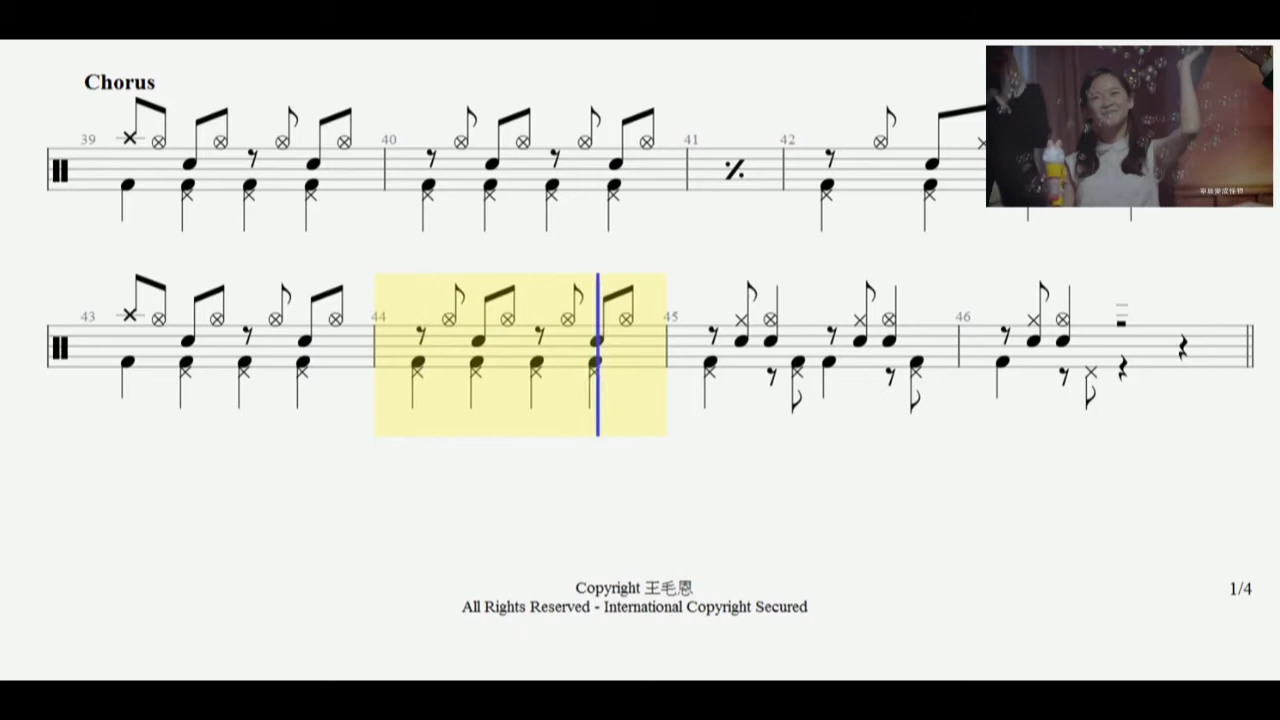 Chorus
39 40 41 42
43 44 45 46
Copyright 王毛恩
All Rights Reserved - International Copyright Secured
1/4